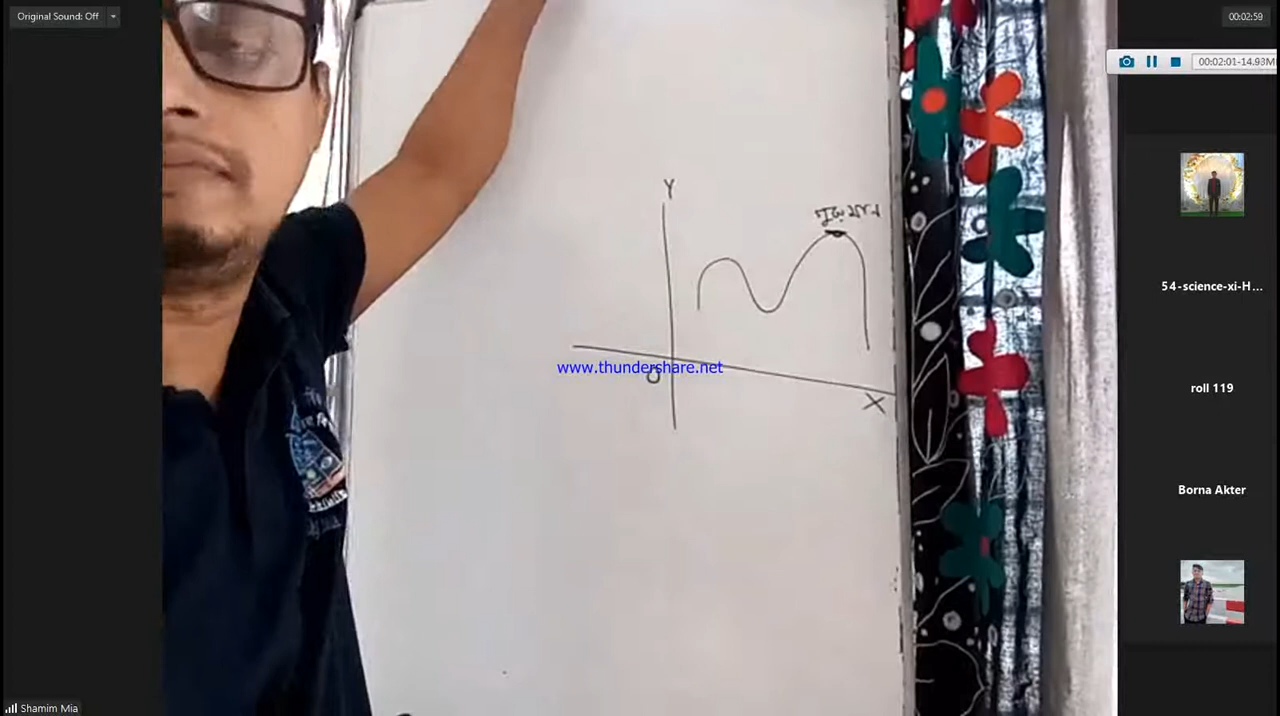 Original Sound: Off
00:02:59
00:02:01-14.93M
Y
www.thundershare.net
O
X
54-science-xi-H...
roll 119
Borna Akter
Shamim Mia